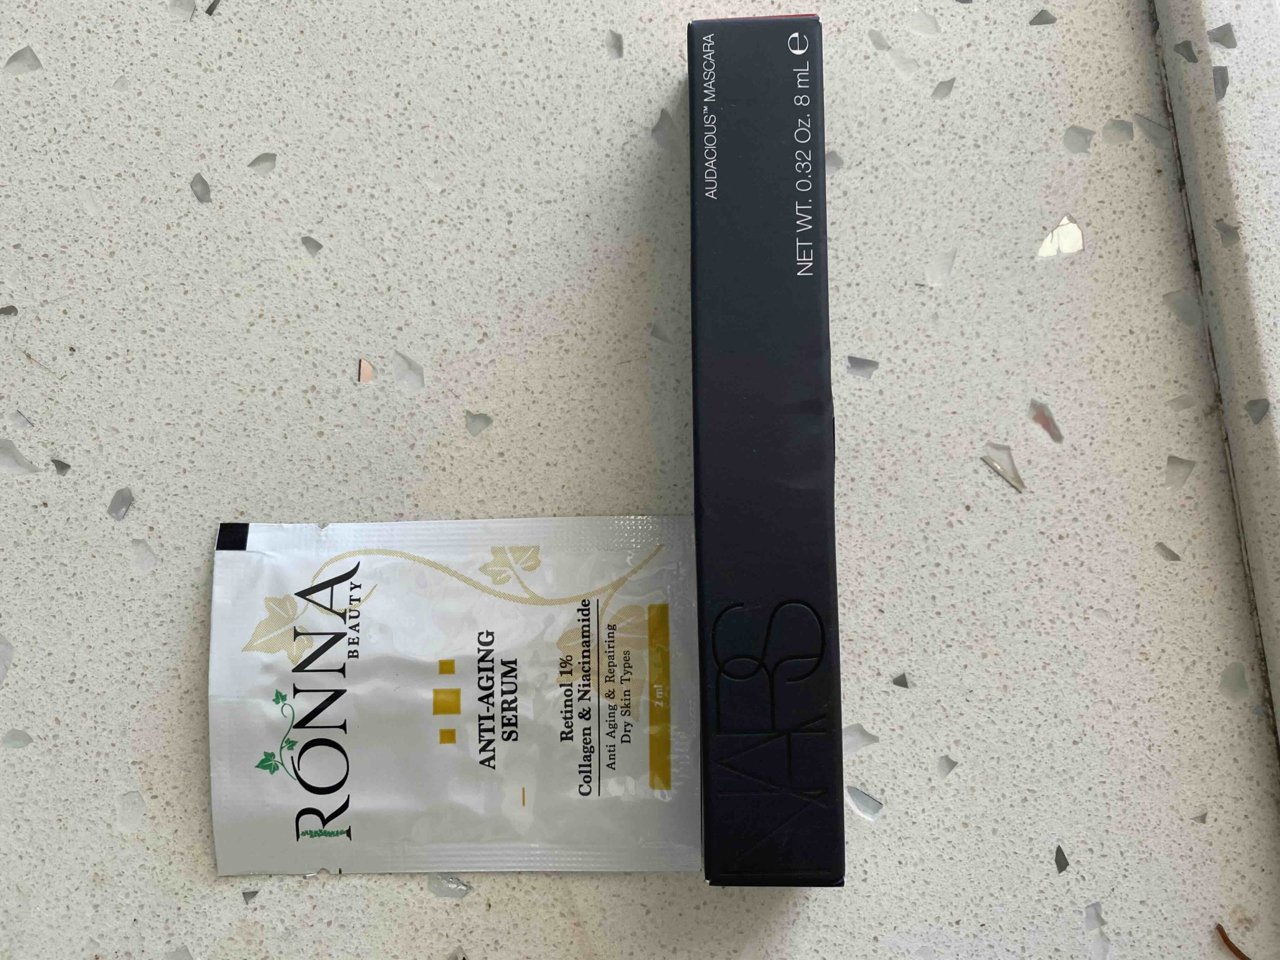 RONNA
BEAUTY
ANTI-AGING
SERUM
Retinol 1%
Collagen & Niacinamide
Anti Aging & Repairing
Dry Skin Types
2 ml
AUDACIOUS™ MASCARA
NET WT. 0.32 Oz. 8 mL ℮
NARS